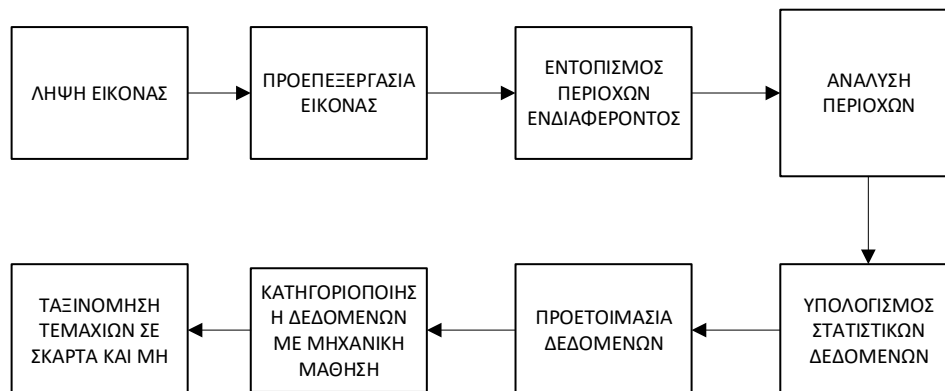 ΛΗΨΗ ΕΙΚΟΝΑΣ
ΠΡΟΕΠΕΞΕΡΓΑΣΙΑ
ΕΙΚΟΝΑΣ
ΕΝΤΟΠΙΣΜΟΣ
ΠΕΡΙΟΧΩΝ
ΕΝΔΙΑΦΕΡΟΝΤΟΣ
ΑΝΑΛΥΣΗ
ΠΕΡΙΟΧΩΝ
ΥΠΟΛΟΓΙΣΜΟΣ
ΣΤΑΤΙΣΤΙΚΩΝ
ΔΕΔΟΜΕΝΩΝ
ΠΡΟΕΤΟΙΜΑΣΙΑ
ΔΕΔΟΜΕΝΩΝ
ΚΑΤΗΓΟΡΙΟΠΟΙΗΣ
Η ΔΕΔΟΜΕΝΩΝ
ΜΕ ΜΗΧΑΝΙΚΗ
ΜΑΘΗΣΗ
ΤΑΞΙΝΟΜΗΣΗ
ΤΕΜΑΧΙΩΝ ΣΕ
ΣΚΑΡΤΑ ΚΑΙ ΜΗ